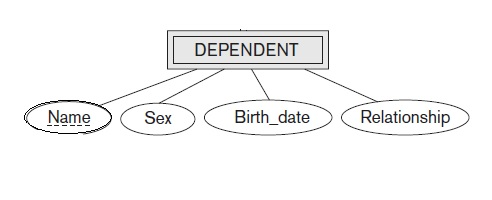 DEPENDENT
Name
Sex
Birth_date
Relationship